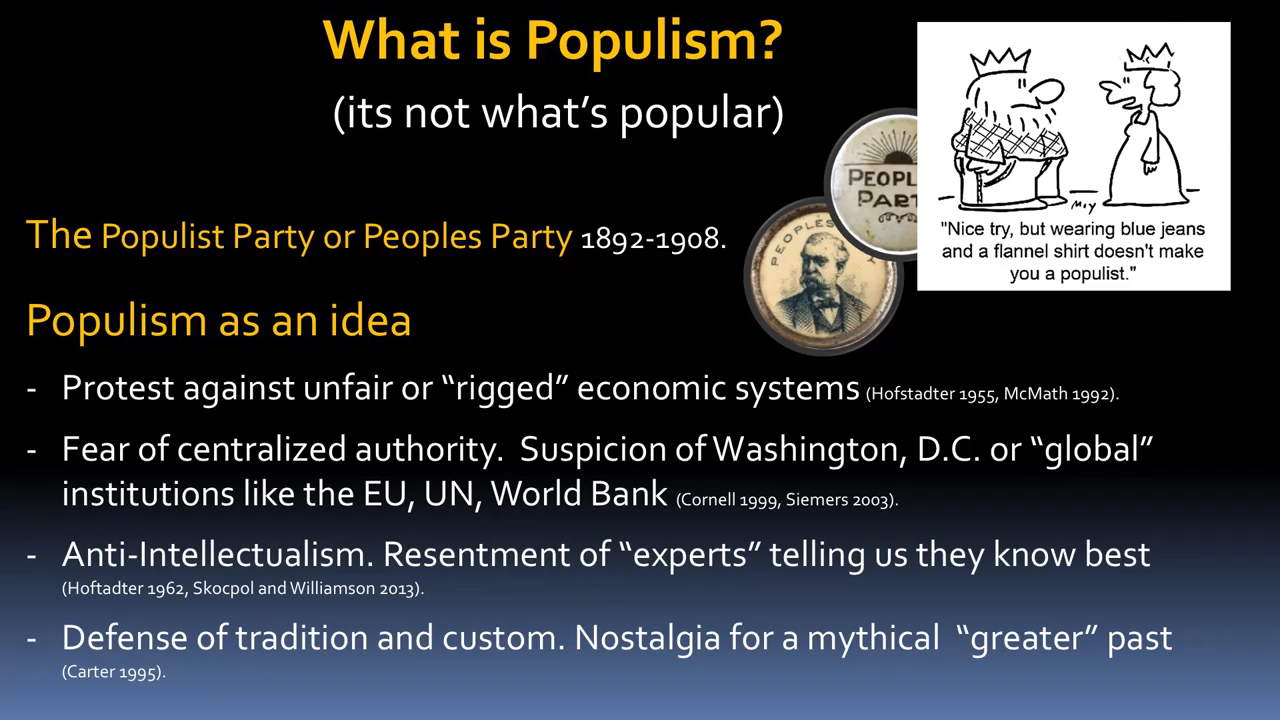 What is Populism?
(its not what's popular)
PEOPL
PART
PEOPLES
Y
MOY
"Nice try, but wearing blue jeans
and a flannel shirt doesn't make
you a populist."
The Populist Party or Peoples Party 1892-1908.
Populism as an idea
- Protest against unfair or “rigged” economic systems (Hofstadter 1955, McMath 1992).
- Fear of centralized authority. Suspicion of Washington, D.C. or “global”
institutions like the EU, UN, World Bank (Cornell 1999, Siemers 2003).
- Anti-Intellectualism. Resentment of “experts” telling us they know best
(Hoftadter 1962, Skocpol and Williamson 2013).
- Defense of tradition and custom. Nostalgia for a mythical “greater” past
(Carter 1995).